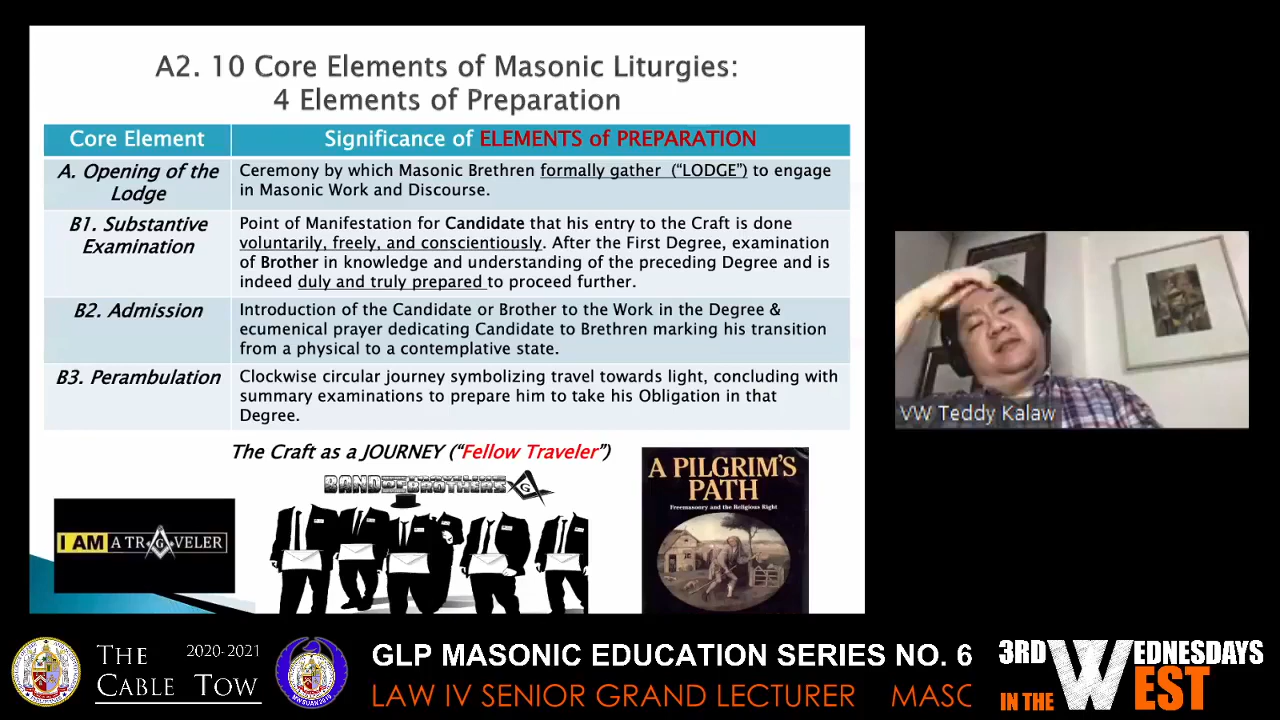 A2. 10 Core Elements of Masonic Liturgies:
4 Elements of Preparation
Core Element
Significance of ELEMENTS of PREPARATION
A. Opening of the
Lodge
Ceremony by which Masonic Brethren formally gather ("LODGE") to engage
in Masonic Work and Discourse.
B1. Substantive
Examination
Point of Manifestation for Candidate that his entry to the Craft is done
voluntarily, freely, and conscientiously. After the First Degree, examination
of Brother in knowledge and understanding of the preceding Degree and is
indeed duly and truly prepared to proceed further.
B2. Admission
Introduction of the Candidate or Brother to the Work in the Degree &
ecumenical prayer dedicating Candidate to Brethren marking his transition
from a physical to a contemplative state.
B3. Perambulation
Clockwise circular journey symbolizing travel towards light, concluding with
summary examinations to prepare him to take his Obligation in that
Degree.
The Craft as a JOURNEY ("Fellow Traveler")
I AM A TRAVELER
G
BAND OF BROTHERS
G
A PILGRIM'S
PATH
Freemasonry and the Religious Right
VW Teddy Kalaw
THE
CABLE TOW
2020-2021
GLP MASONIC EDUCATION SERIES NO. 6
LAW IV SENIOR GRAND LECTURER MASC
3RD WEDNESDAYS
IN THE WEST